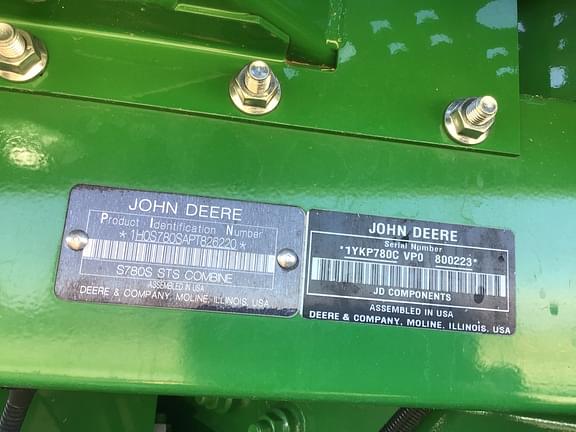 JOHN DEERE
Product Identification Number
*1H0S780SAPT826220*
S780S STS COMBINE
ASSEMBLED IN USA
DEERE & COMPANY, MOLINE, ILLINOIS, USA
JOHN DEERE
Serial Number
*1YKP780C VP0 800223*
JD COMPONENTS
ASSEMBLED IN USA
DEERE & COMPANY, MOLINE, ILLINOIS, USA